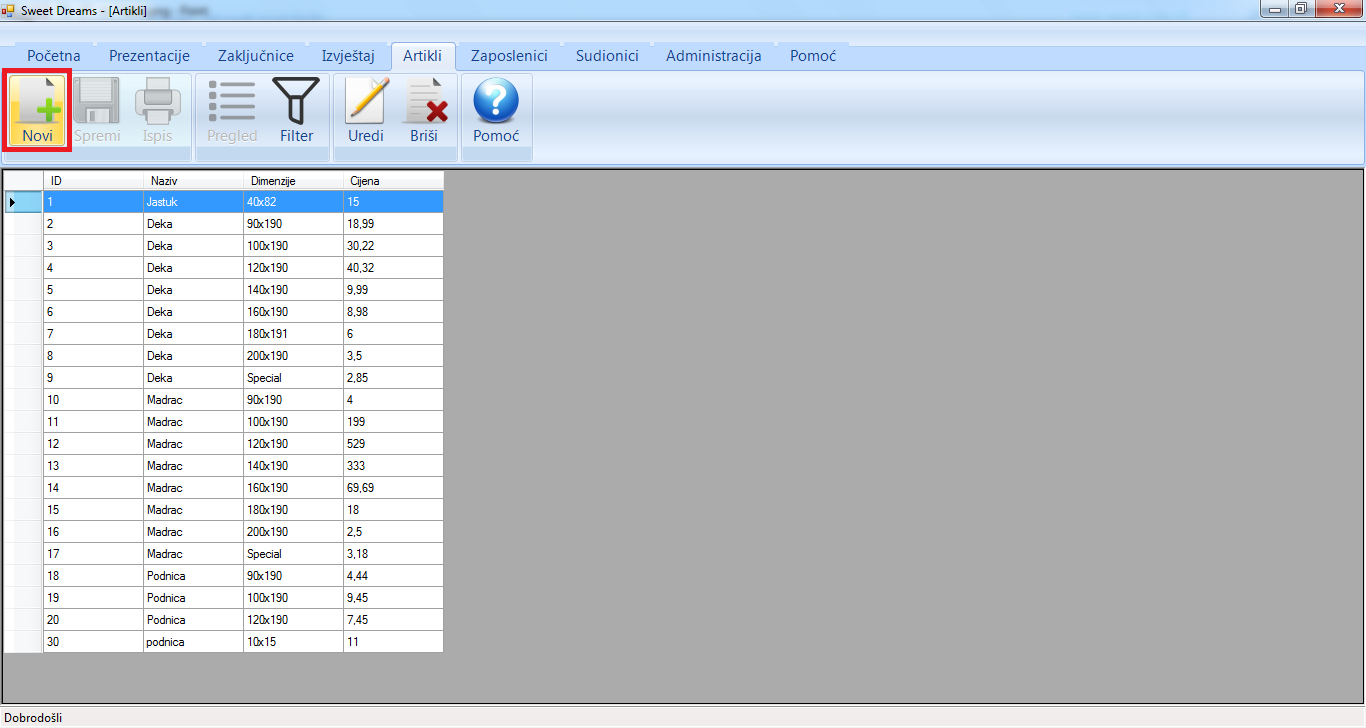 Sweet Dreams - [Artikli]
Početna Prezentacije Zaključnice Izvještaj Artikli Zaposlenici Sudionici Administracija Pomoć
Novi Spremi Ispis Pregled Filter Uredi Briši Pomoć
ID Naziv Dimenzije Cijena
1 Jastuk 40x82 15
2 Deka 90x190 18,99
3 Deka 100x190 30,22
4 Deka 120x190 40,32
5 Deka 140x190 9,99
6 Deka 160x190 8,98
7 Deka 180x191 6
8 Deka 200x190 3,5
9 Deka Special 2,85
10 Madrac 90x190 4
11 Madrac 100x190 199
12 Madrac 120x190 529
13 Madrac 140x190 333
14 Madrac 160x190 69,69
15 Madrac 180x190 18
16 Madrac 200x190 2,5
17 Madrac Special 3,18
18 Podnica 90x190 4,44
19 Podnica 100x190 9,45
20 Podnica 120x190 7,45
30 podnica 10x15 11
Dobrodošli